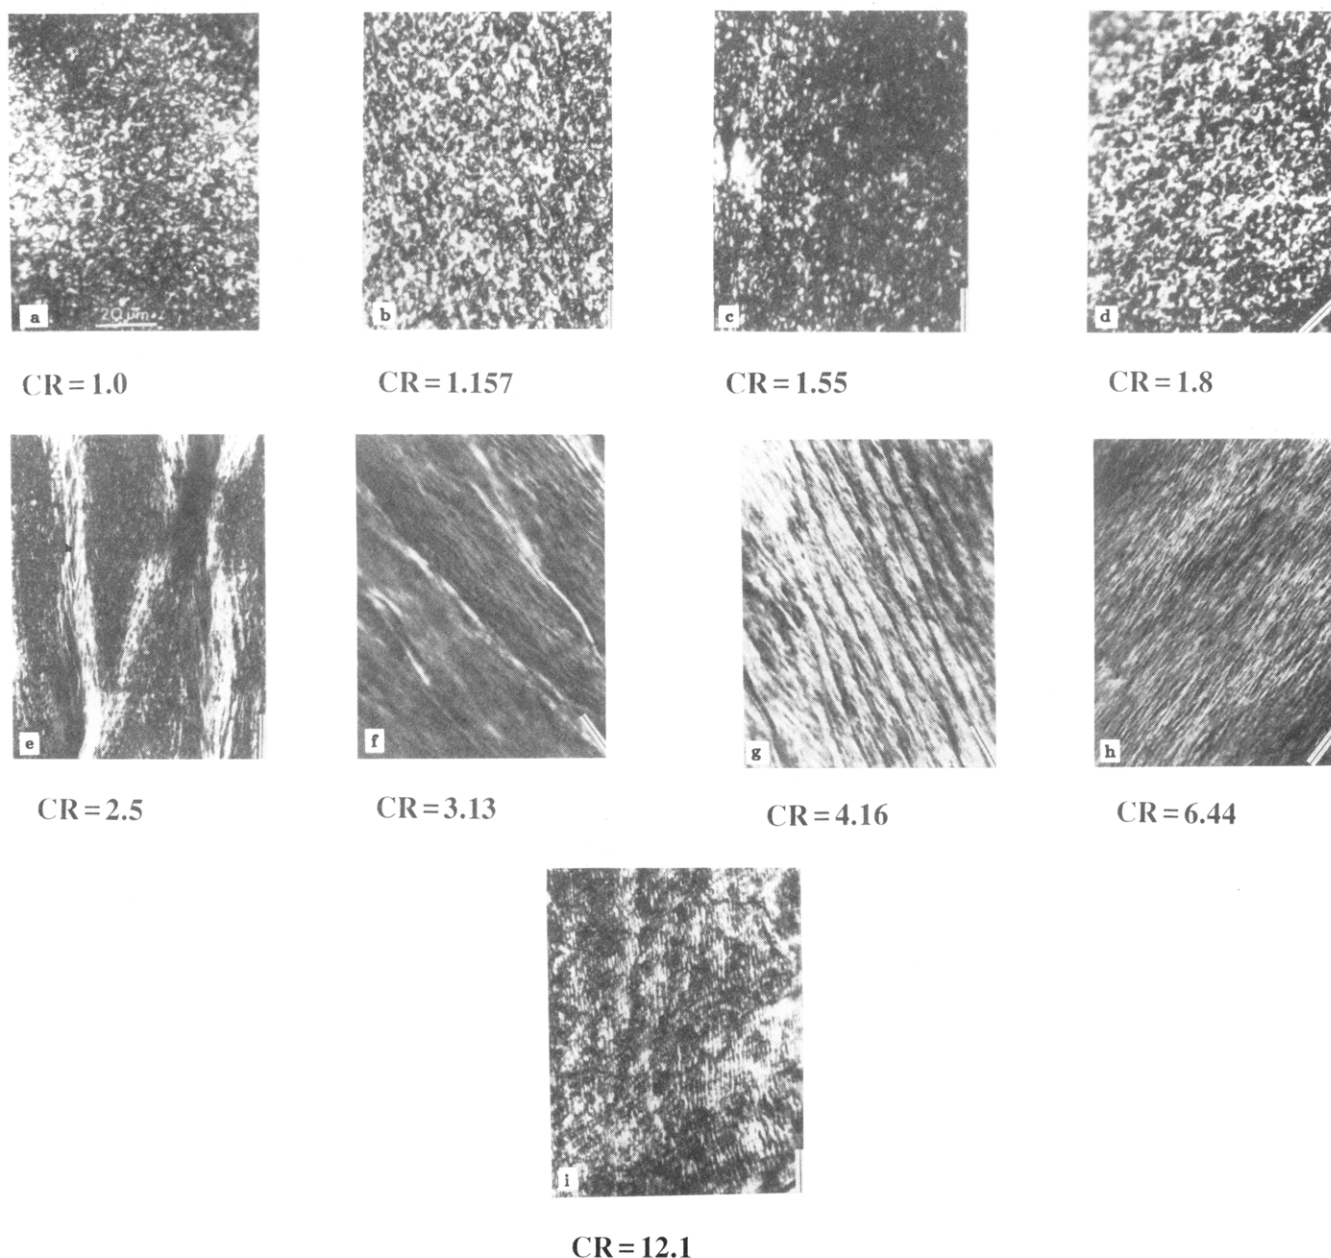 a
20 µm
b
c
d
CR = 1.0
CR = 1.157
CR = 1.55
CR = 1.8
e
f
g
h
CR = 2.5
CR = 3.13
CR = 4.16
CR = 6.44
i
CR = 12.1